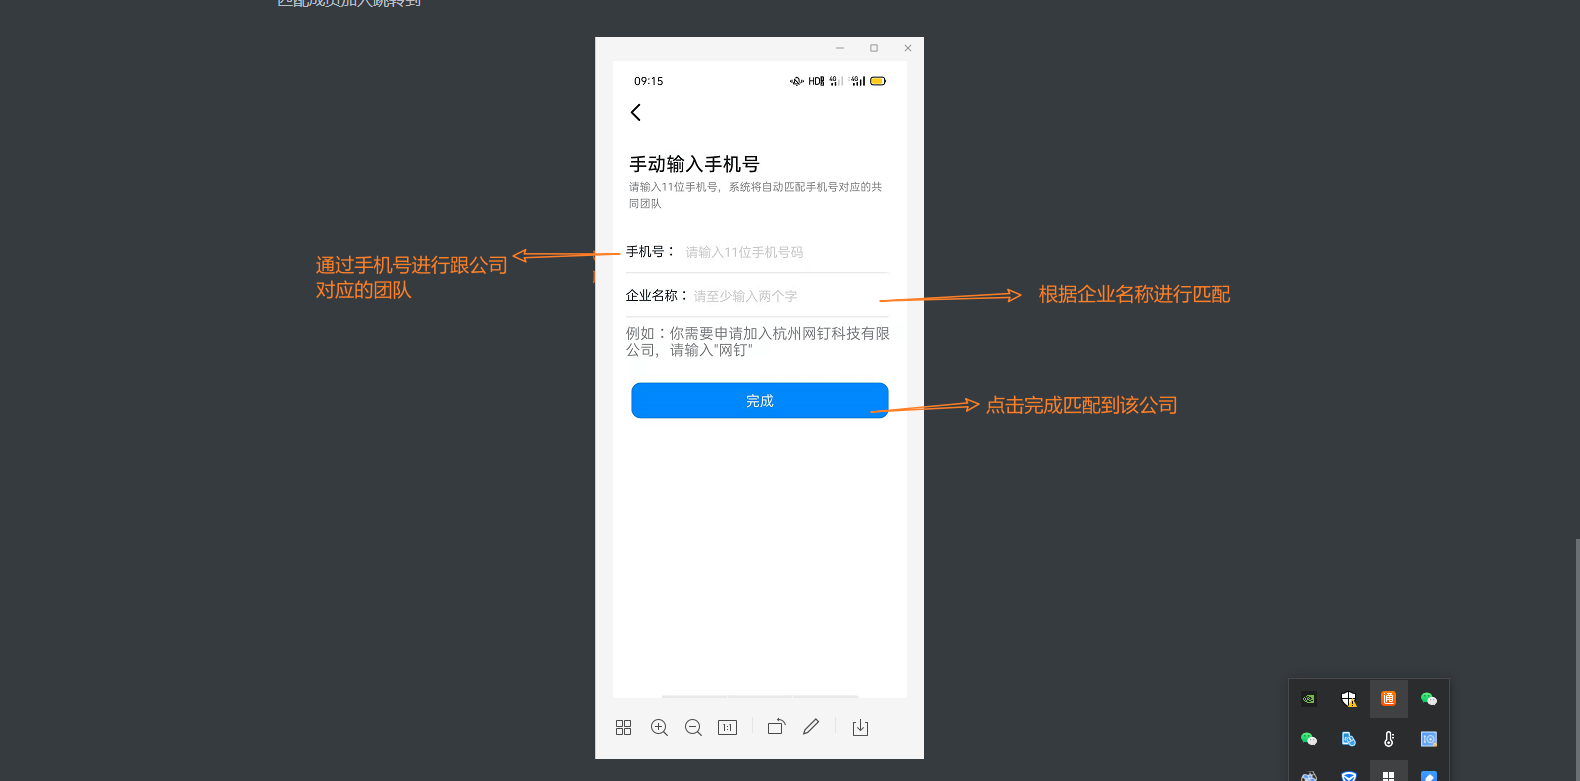 匹配成员加入跳转到
09:15
HD
4G
4G
手动输入手机号
请输入11位手机号，系统将自动匹配手机号对应的共
同团队
手机号：
请输入11位手机号码
通过手机号进行跟公司
对应的团队
企业名称：
请至少输入两个字
根据企业名称进行匹配
例如：你需要申请加入杭州网钉科技有限
公司，请输入"网钉"
完成
点击完成匹配到该公司
1:1